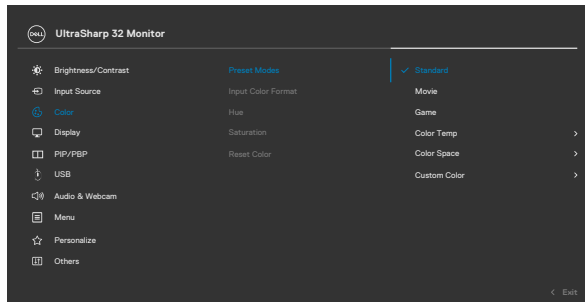 DELL UltraSharp 32 Monitor
Brightness/Contrast
Input Source
Color
Display
PIP/PBP
USB
Audio & Webcam
Menu
Personalize
Others
Preset Modes
Input Color Format
Hue
Saturation
Reset Color
Standard
Movie
Game
Color Temp
Color Space
Custom Color
Exit